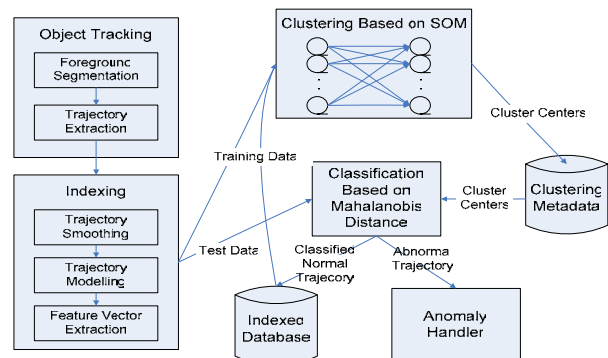 Object Tracking
Foreground
Segmentation
Trajectory
Extraction
Indexing
Trajectory
Smoothing
Trajectory
Modelling
Feature Vector
Extraction
Clustering Based on SOM
Training Data
Test Data
Cluster Centers
Classification
Based on
Mahalanobis
Distance
Cluster
Centers
Clustering
Metadata
Classified
Normal
Trajecory
Abnorma
Trajectory
Indexed
Database
Anomaly
Handler